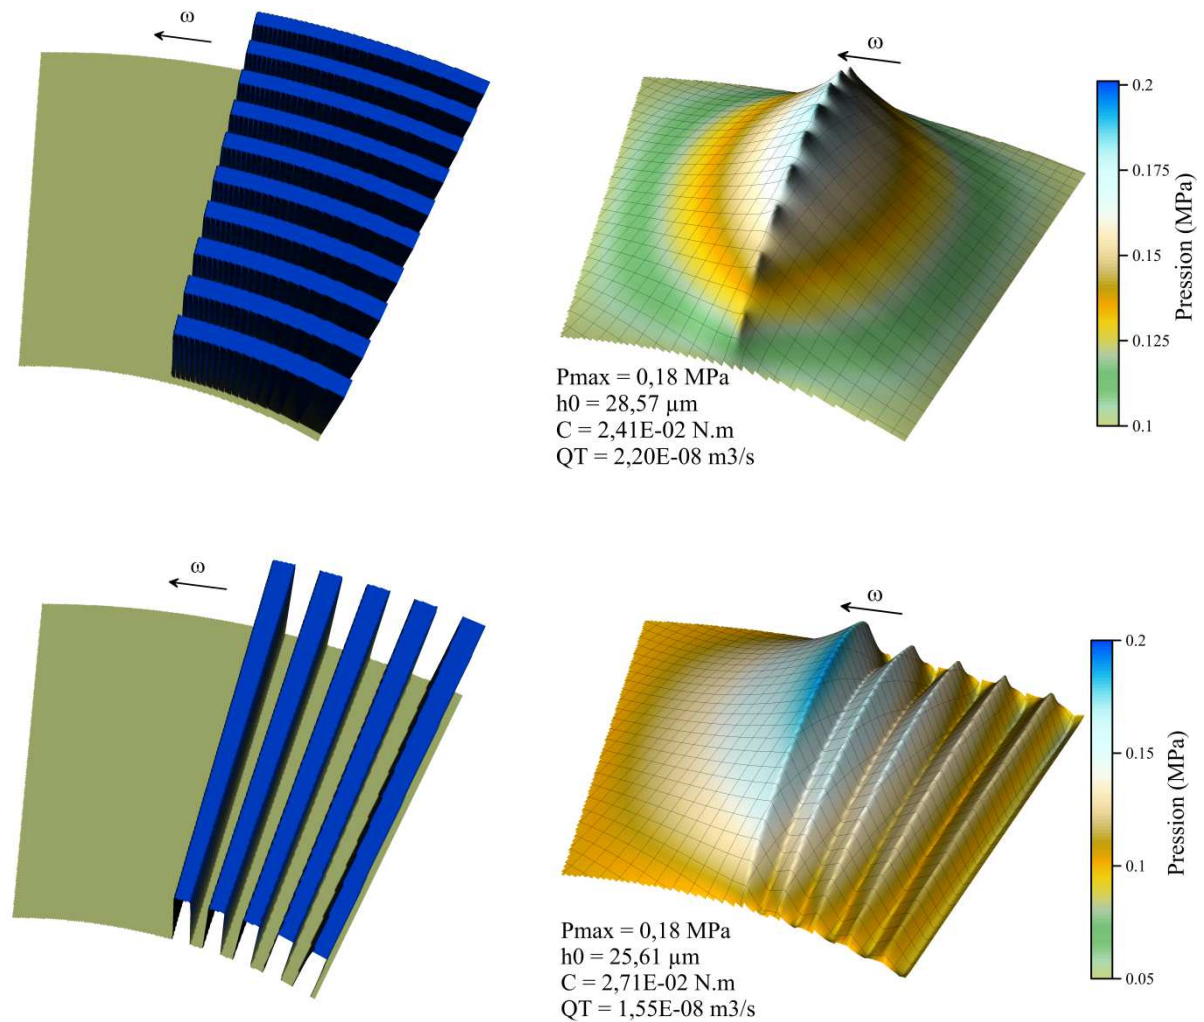 ω
ω
0.2
0.175
0.15
0.125
0.1
Pression (MPa)
Pmax = 0,18 MPa
h0 = 28,57 µm
C = 2,41E-02 N.m
QT = 2,20E-08 m3/s
ω
ω
0.2
0.15
0.1
0.05
Pression (MPa)
Pmax = 0,18 MPa
h0 = 25,61 µm
C = 2,71E-02 N.m
QT = 1,55E-08 m3/s